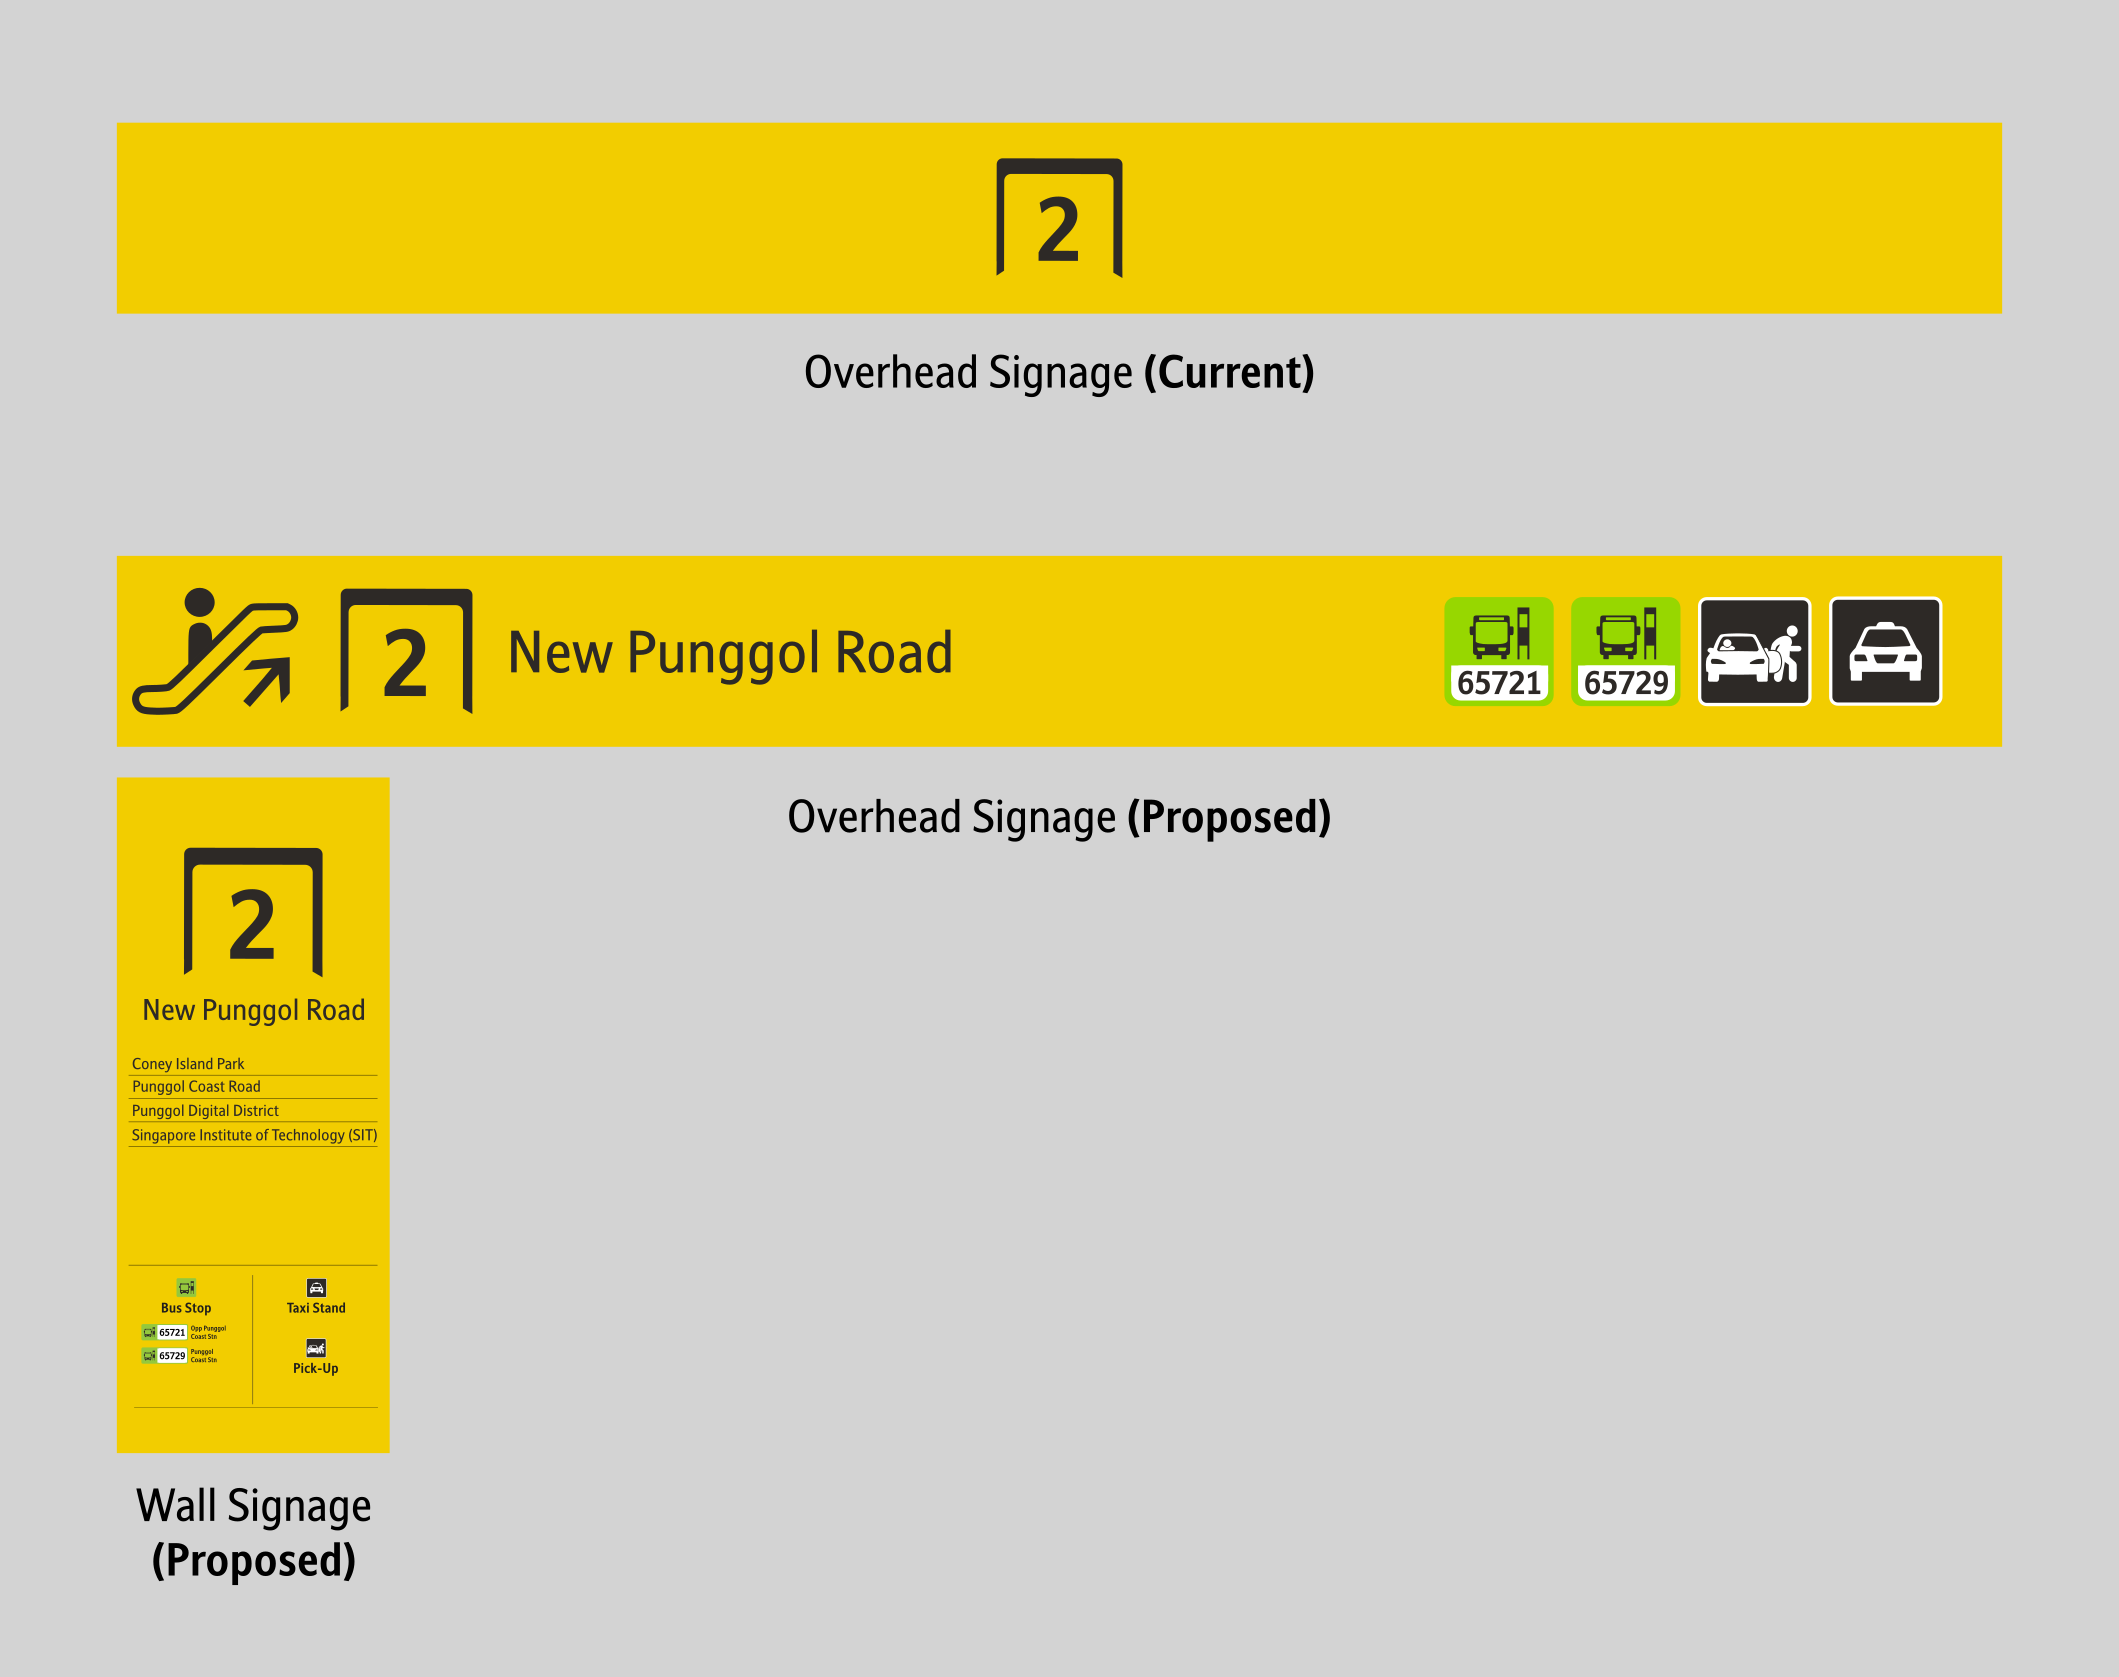 2
Overhead Signage (Current)
2 New Punggol Road 65721 65729
Overhead Signage (Proposed)
2
New Punggol Road
Coney Island Park
Punggol Coast Road
Punggol Digital District
Singapore Institute of Technology (SIT)
Bus Stop
65721 Opp Punggol
Coast Stn
65729 Punggol
Coast Stn
Taxi Stand
Pick-Up
Wall Signage
(Proposed)